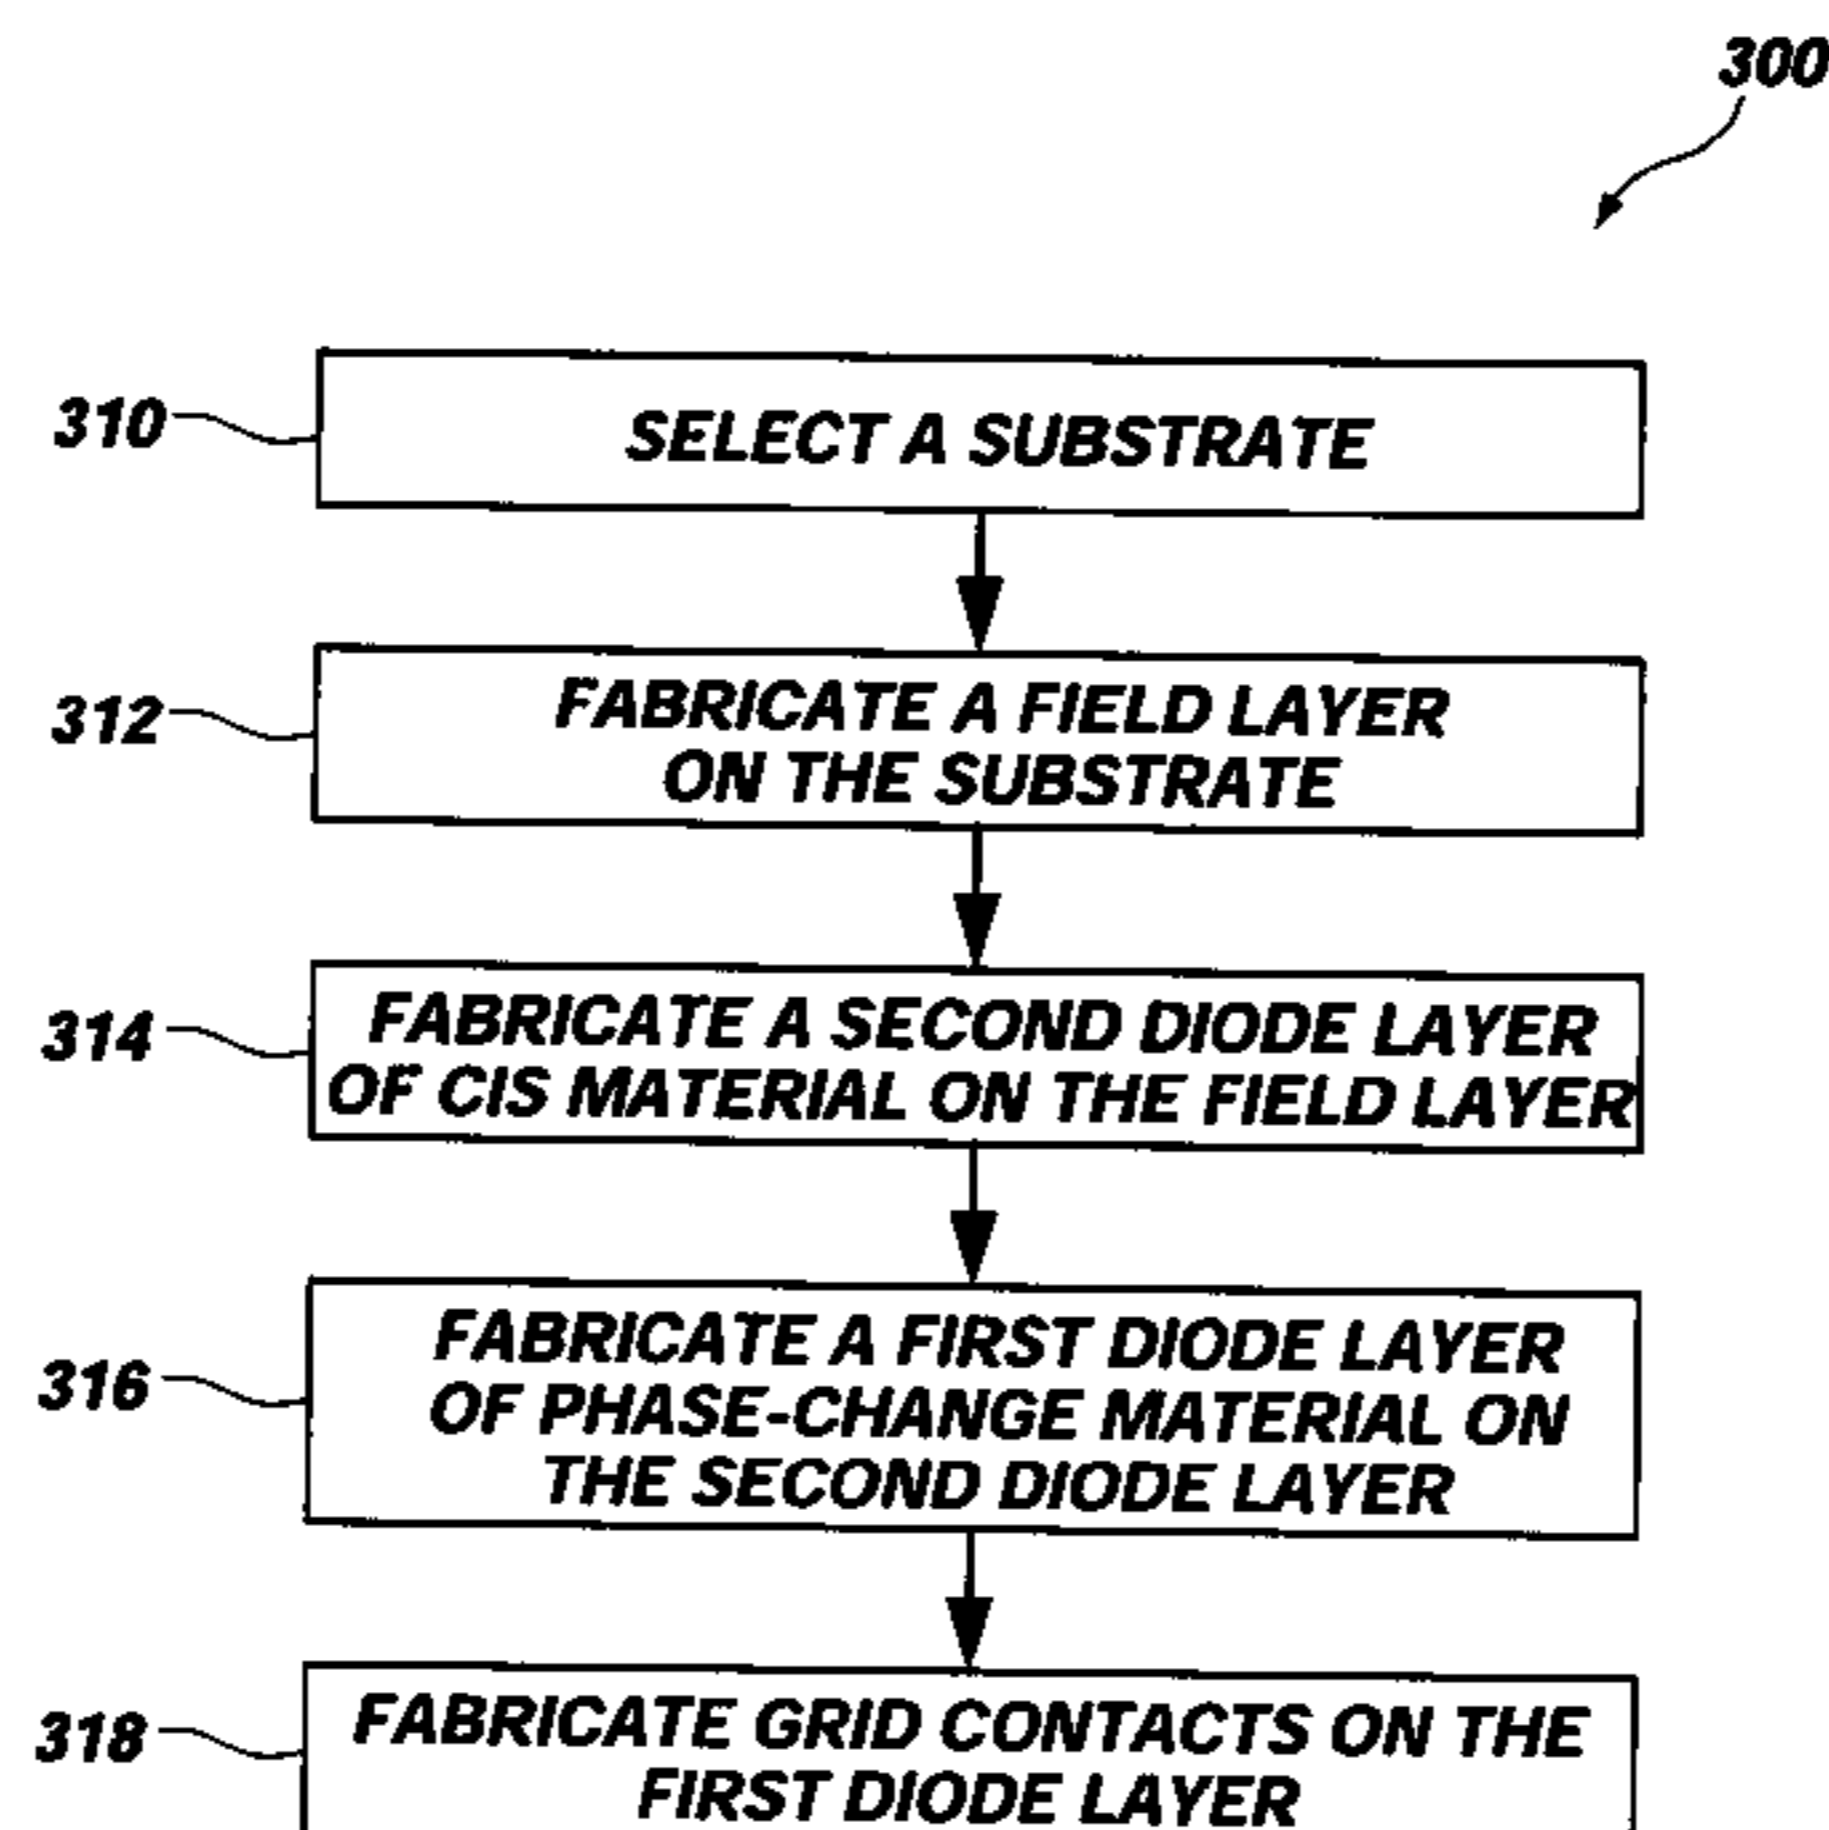 300
310
SELECT A SUBSTRATE
312
FABRICATE A FIELD LAYER
ON THE SUBSTRATE
314
FABRICATE A SECOND DIODE LAYER
OF CIS MATERIAL ON THE FIELD LAYER
316
FABRICATE A FIRST DIODE LAYER
OF PHASE-CHANGE MATERIAL ON
THE SECOND DIODE LAYER
318
FABRICATE GRID CONTACTS ON THE
FIRST DIODE LAYER